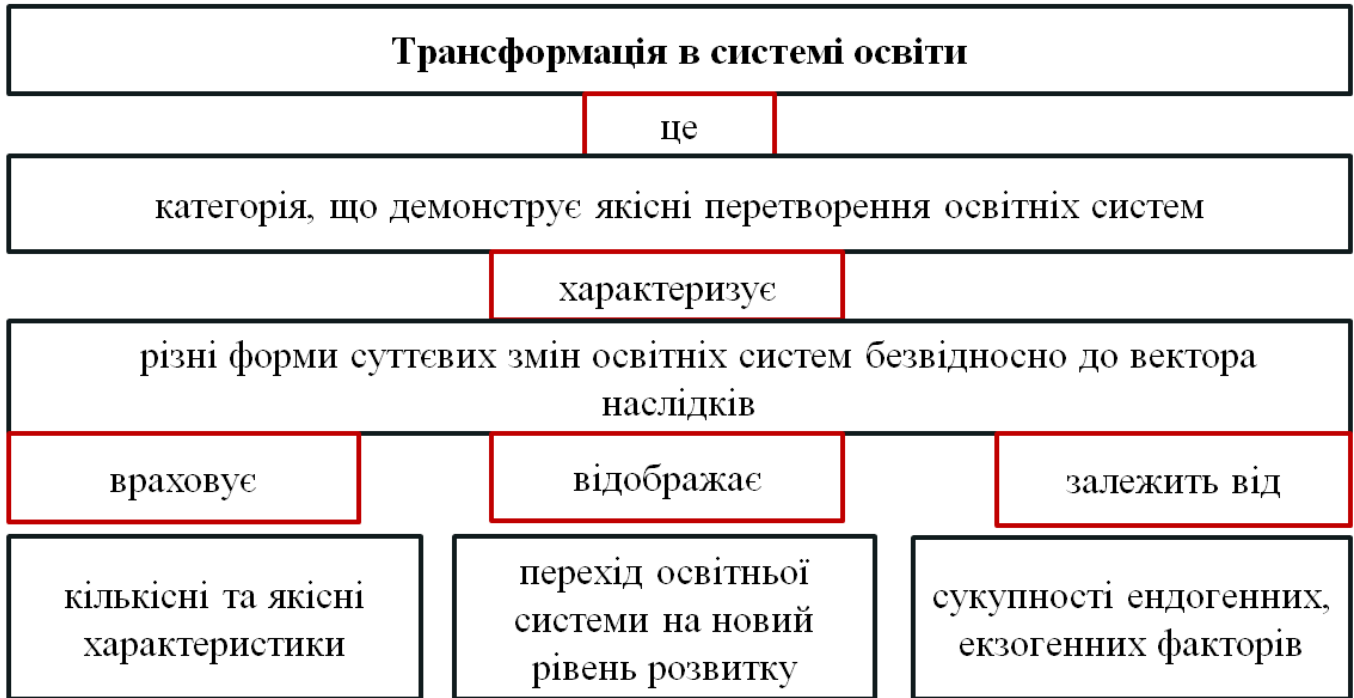 Трансформація в системі освіти
це
категорія, що демонструє якісні перетворення освітніх систем
характеризує
різні форми суттєвих змін освітніх систем безвідносно до вектора
наслідків
враховує
відображає
залежить від
кількісні та якісні
характеристики
перехід освітньої
системи на новий
рівень розвитку
сукупності ендогенних,
екзогенних факторів